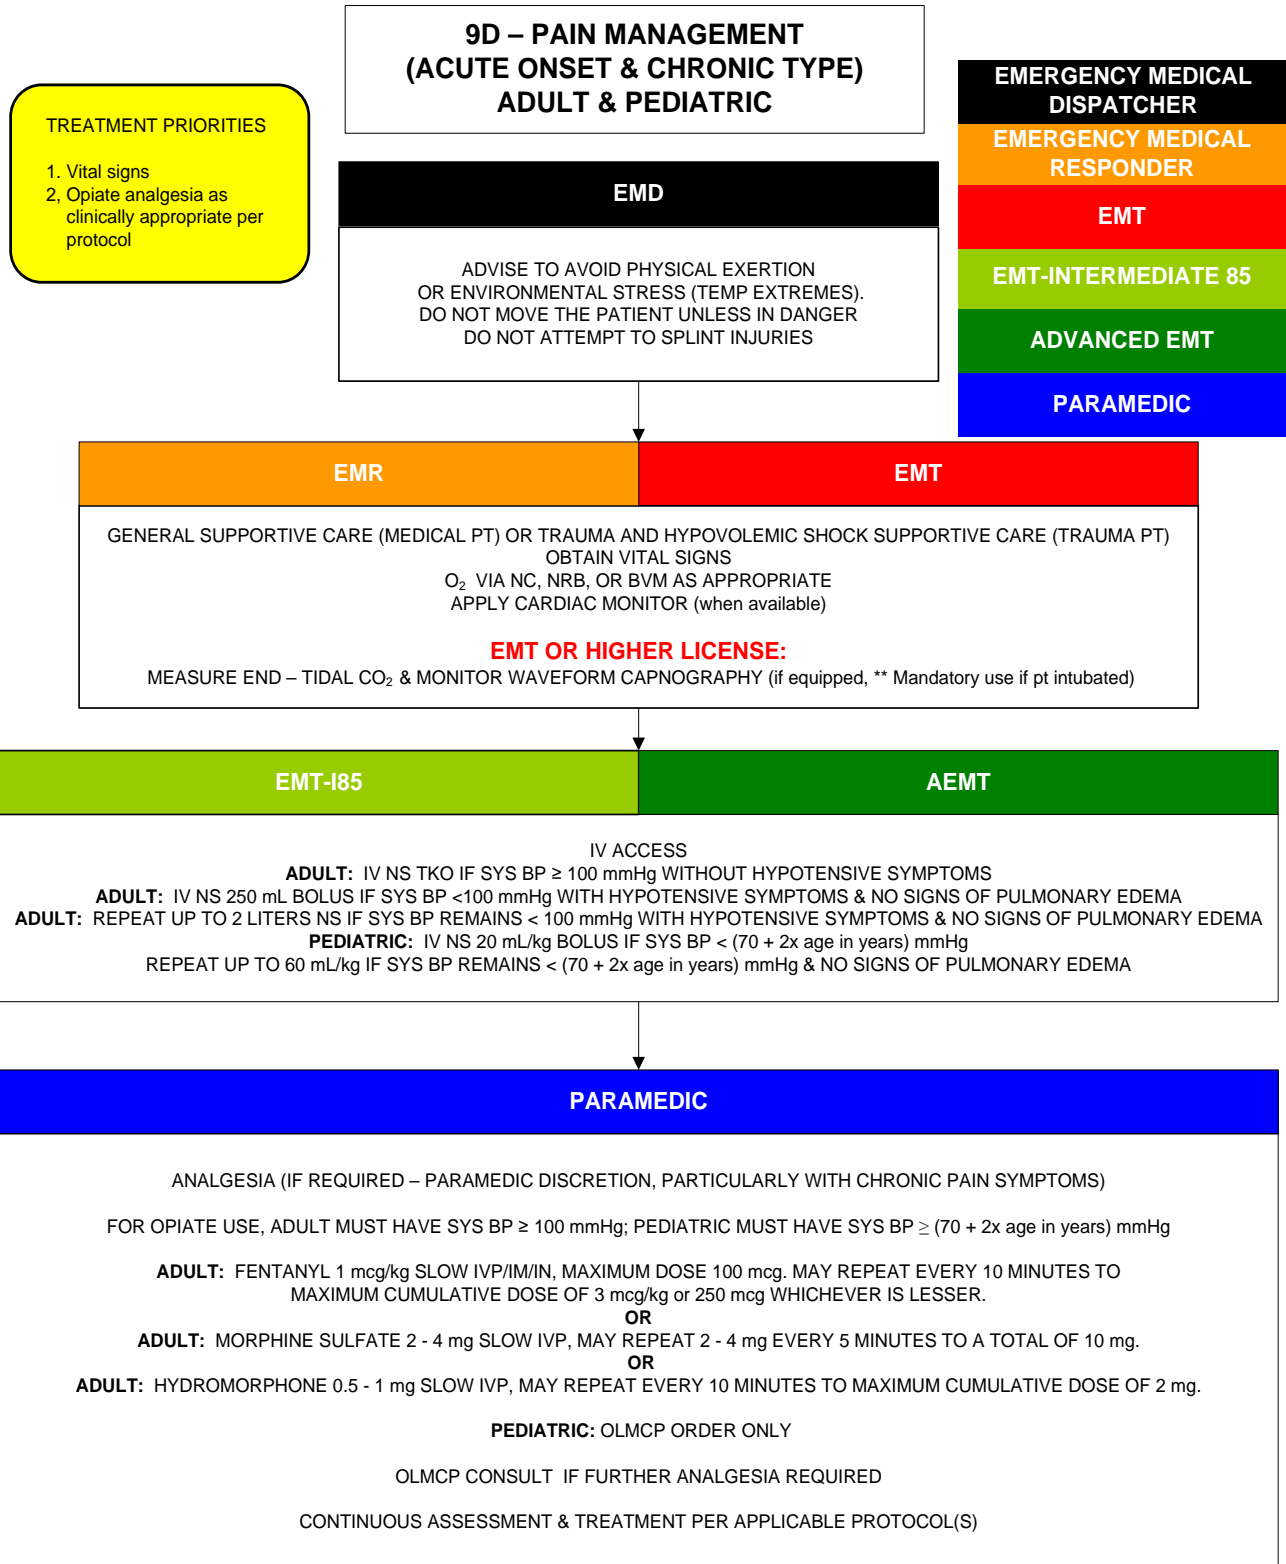 9D – PAIN MANAGEMENT
(ACUTE ONSET & CHRONIC TYPE)
ADULT & PEDIATRIC
TREATMENT PRIORITIES
1. Vital signs
2, Opiate analgesia as
clinically appropriate per
protocol
EMERGENCY MEDICAL
DISPATCHER
EMERGENCY MEDICAL
RESPONDER
EMT
EMT-INTERMEDIATE 85
ADVANCED EMT
PARAMEDIC
EMD
ADVISE TO AVOID PHYSICAL EXERTION
OR ENVIRONMENTAL STRESS (TEMP EXTREMES).
DO NOT MOVE THE PATIENT UNLESS IN DANGER
DO NOT ATTEMPT TO SPLINT INJURIES
EMR
EMT
GENERAL SUPPORTIVE CARE (MEDICAL PT) OR TRAUMA AND HYPOVOLEMIC SHOCK SUPPORTIVE CARE (TRAUMA PT)
OBTAIN VITAL SIGNS
O₂ VIA NC, NRB, OR BVM AS APPROPRIATE
APPLY CARDIAC MONITOR (when available)
EMT OR HIGHER LICENSE:
MEASURE END – TIDAL CO₂ & MONITOR WAVEFORM CAPNOGRAPHY (if equipped, ** Mandatory use if pt intubated)
EMT-I85
AEMT
IV ACCESS
ADULT: IV NS TKO IF SYS BP ≥ 100 mmHg WITHOUT HYPOTENSIVE SYMPTOMS
ADULT: IV NS 250 mL BOLUS IF SYS BP <100 mmHg WITH HYPOTENSIVE SYMPTOMS & NO SIGNS OF PULMONARY EDEMA
ADULT: REPEAT UP TO 2 LITERS NS IF SYS BP REMAINS < 100 mmHg WITH HYPOTENSIVE SYMPTOMS & NO SIGNS OF PULMONARY EDEMA
PEDIATRIC: IV NS 20 mL/kg BOLUS IF SYS BP < (70 + 2x age in years) mmHg
REPEAT UP TO 60 mL/kg IF SYS BP REMAINS < (70 + 2x age in years) mmHg & NO SIGNS OF PULMONARY EDEMA
PARAMEDIC
ANALGESIA (IF REQUIRED – PARAMEDIC DISCRETION, PARTICULARLY WITH CHRONIC PAIN SYMPTOMS)
FOR OPIATE USE, ADULT MUST HAVE SYS BP ≥ 100 mmHg; PEDIATRIC MUST HAVE SYS BP ≥ (70 + 2x age in years) mmHg
ADULT: FENTANYL 1 mcg/kg SLOW IVP/IM/IN, MAXIMUM DOSE 100 mcg. MAY REPEAT EVERY 10 MINUTES TO
MAXIMUM CUMULATIVE DOSE OF 3 mcg/kg or 250 mcg WHICHEVER IS LESSER.
OR
ADULT: MORPHINE SULFATE 2 - 4 mg SLOW IVP, MAY REPEAT 2 - 4 mg EVERY 5 MINUTES TO A TOTAL OF 10 mg.
OR
ADULT: HYDROMORPHONE 0.5 - 1 mg SLOW IVP, MAY REPEAT EVERY 10 MINUTES TO MAXIMUM CUMULATIVE DOSE OF 2 mg.
PEDIATRIC: OLMCP ORDER ONLY
OLMCP CONSULT IF FURTHER ANALGESIA REQUIRED
CONTINUOUS ASSESSMENT & TREATMENT PER APPLICABLE PROTOCOL(S)